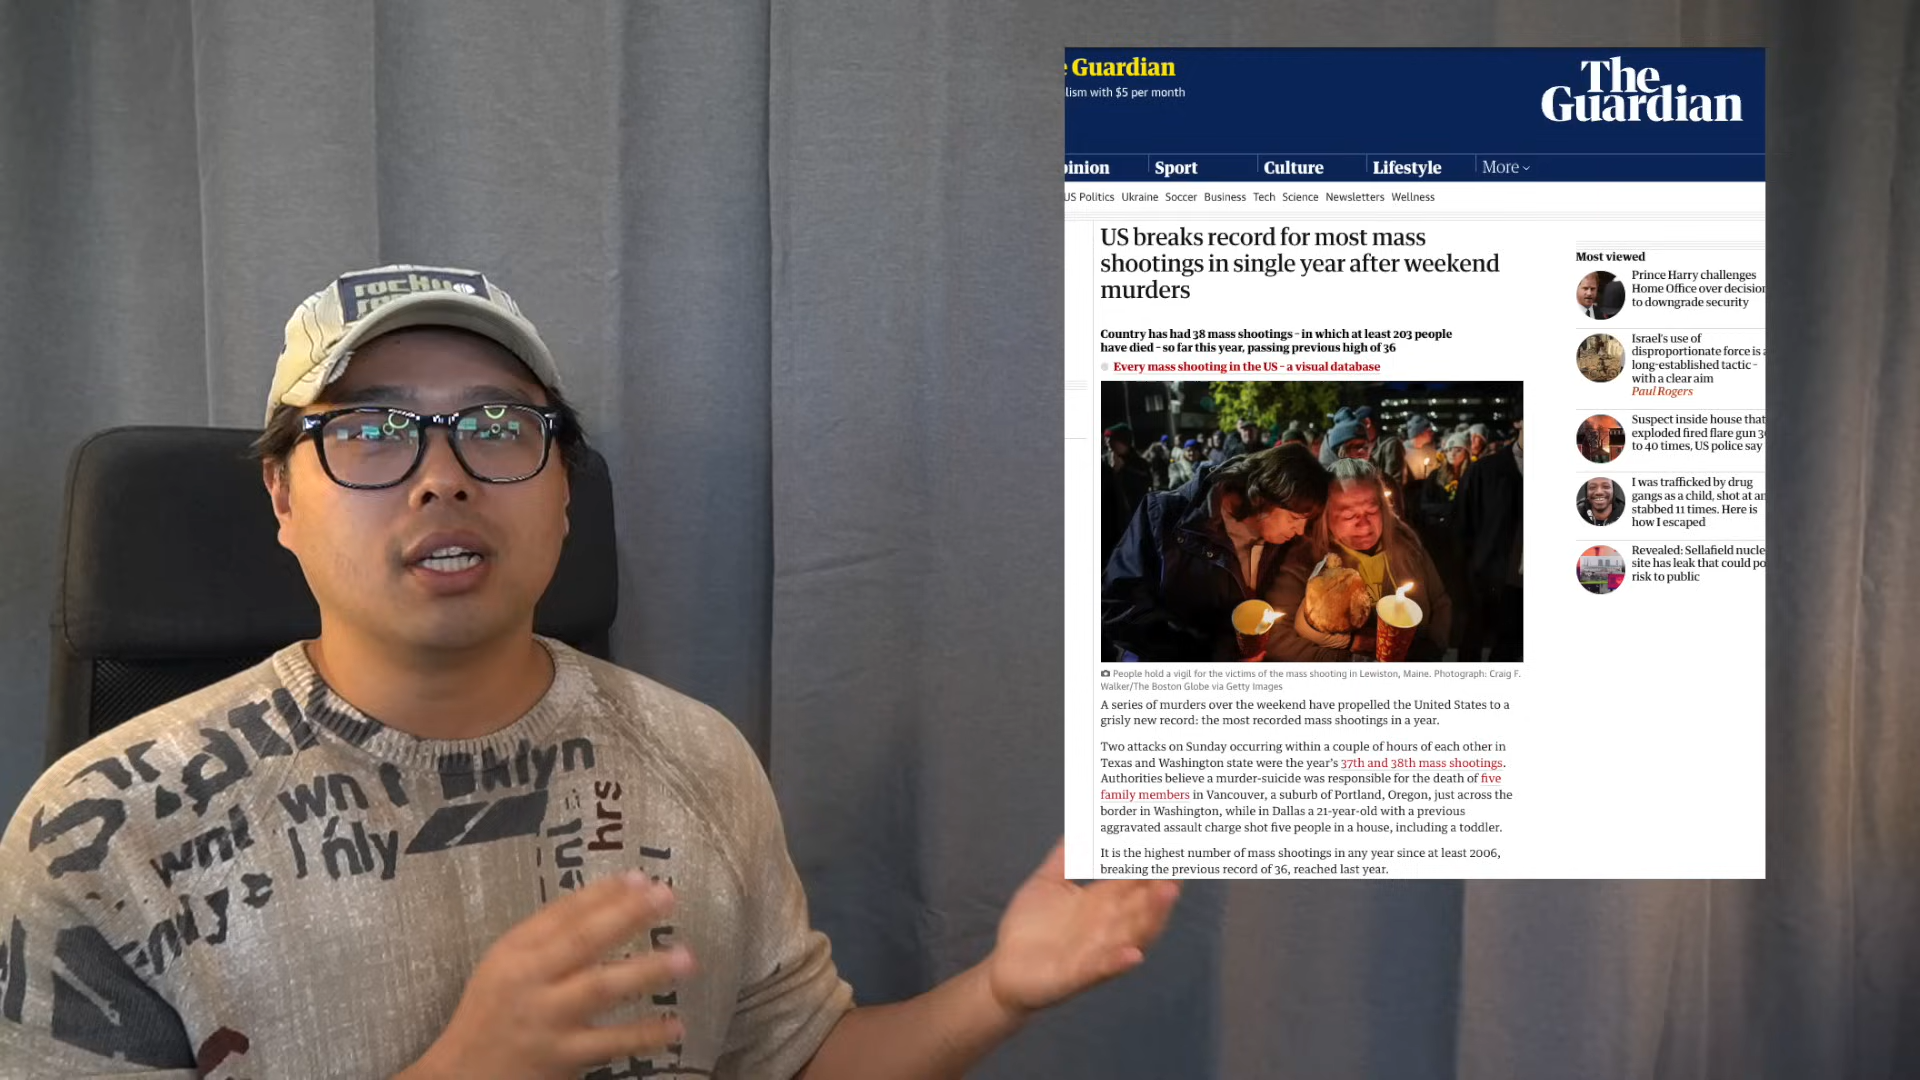 rocky
Guardian
lism with $5 per month
The
Guardian
pinion
Sport
Culture
Lifestyle
More
US Politics Ukraine Soccer Business Tech Science Newsletters Wellness
US breaks record for most mass
shootings in single year after weekend
murders
Country has had 38 mass shootings – in which at least 203 people
have died – so far this year, passing previous high of 36
Every mass shooting in the US – a visual database
People hold a vigil for the victims of the mass shooting in Lewiston, Maine. Photograph: Craig F.
Walker/The Boston Globe via Getty Images
A series of murders over the weekend have propelled the United States to a
grisly new record: the most recorded mass shootings in a year.
Two attacks on Sunday occurring within a couple of hours of each other in
Texas and Washington state were the year's 37th and 38th mass shootings.
Authorities believe a murder-suicide was responsible for the death of five
family members in Vancouver, a suburb of Portland, Oregon, just across the
border in Washington, while in Dallas a 21-year-old with a previous
aggravated assault charge shot five people in a house, including a toddler.
It is the highest number of mass shootings in any year since at least 2006,
breaking the previous record of 36, reached last year.
Most viewed
Prince Harry challenges
Home Office over decision
to downgrade security
Israel's use of
disproportionate force is a
long-established tactic –
with a clear aim
Paul Rogers
Suspect inside house that
exploded fired flare gun 3
to 40 times, US police say
I was trafficked by drug
gangs as a child, shot at an
stabbed 11 times. Here is
how I escaped
Revealed: Sellafield nucle
site has leak that could po
risk to public
wn't
klyn
hrs
wnt
only